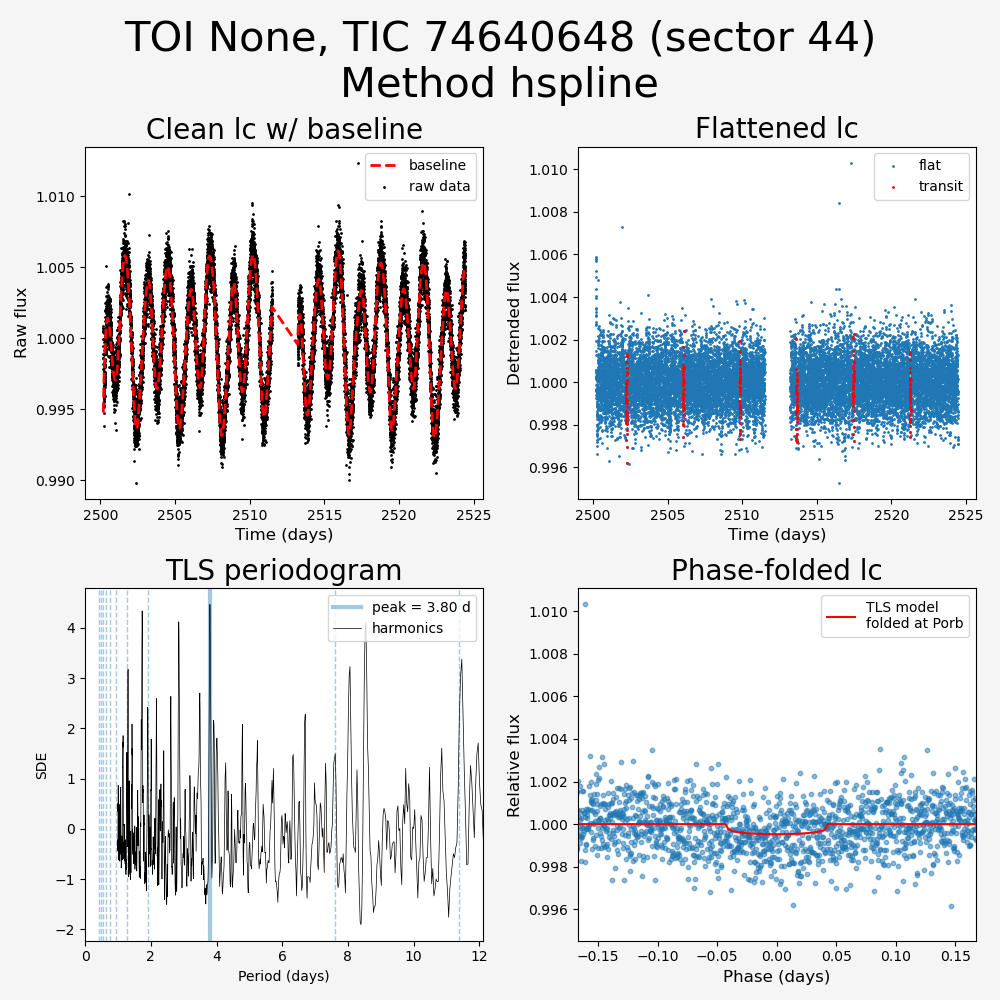 TOI None, TIC 74640648 (sector 44)
Method hspline
Clean lc w/ baseline
Flattened lc
baseline
raw data
flat
transit
Raw flux
1.010
1.005
1.000
0.995
0.990
2500
2505
2510
2515
2520
2525
Time (days)
Detrended flux
1.010
1.008
1.006
1.004
1.002
1.000
0.998
0.996
2500
2505
2510
2515
2520
2525
Time (days)
TLS periodogram
Phase-folded lc
peak = 3.80 d
harmonics
TLS model
folded at Porb
SDE
4
3
2
1
0
−1
−2
0
2
4
6
8
10
12
Period (days)
Relative flux
1.010
1.008
1.006
1.004
1.002
1.000
0.998
0.996
−0.15
−0.10
−0.05
0.00
0.05
0.10
0.15
Phase (days)